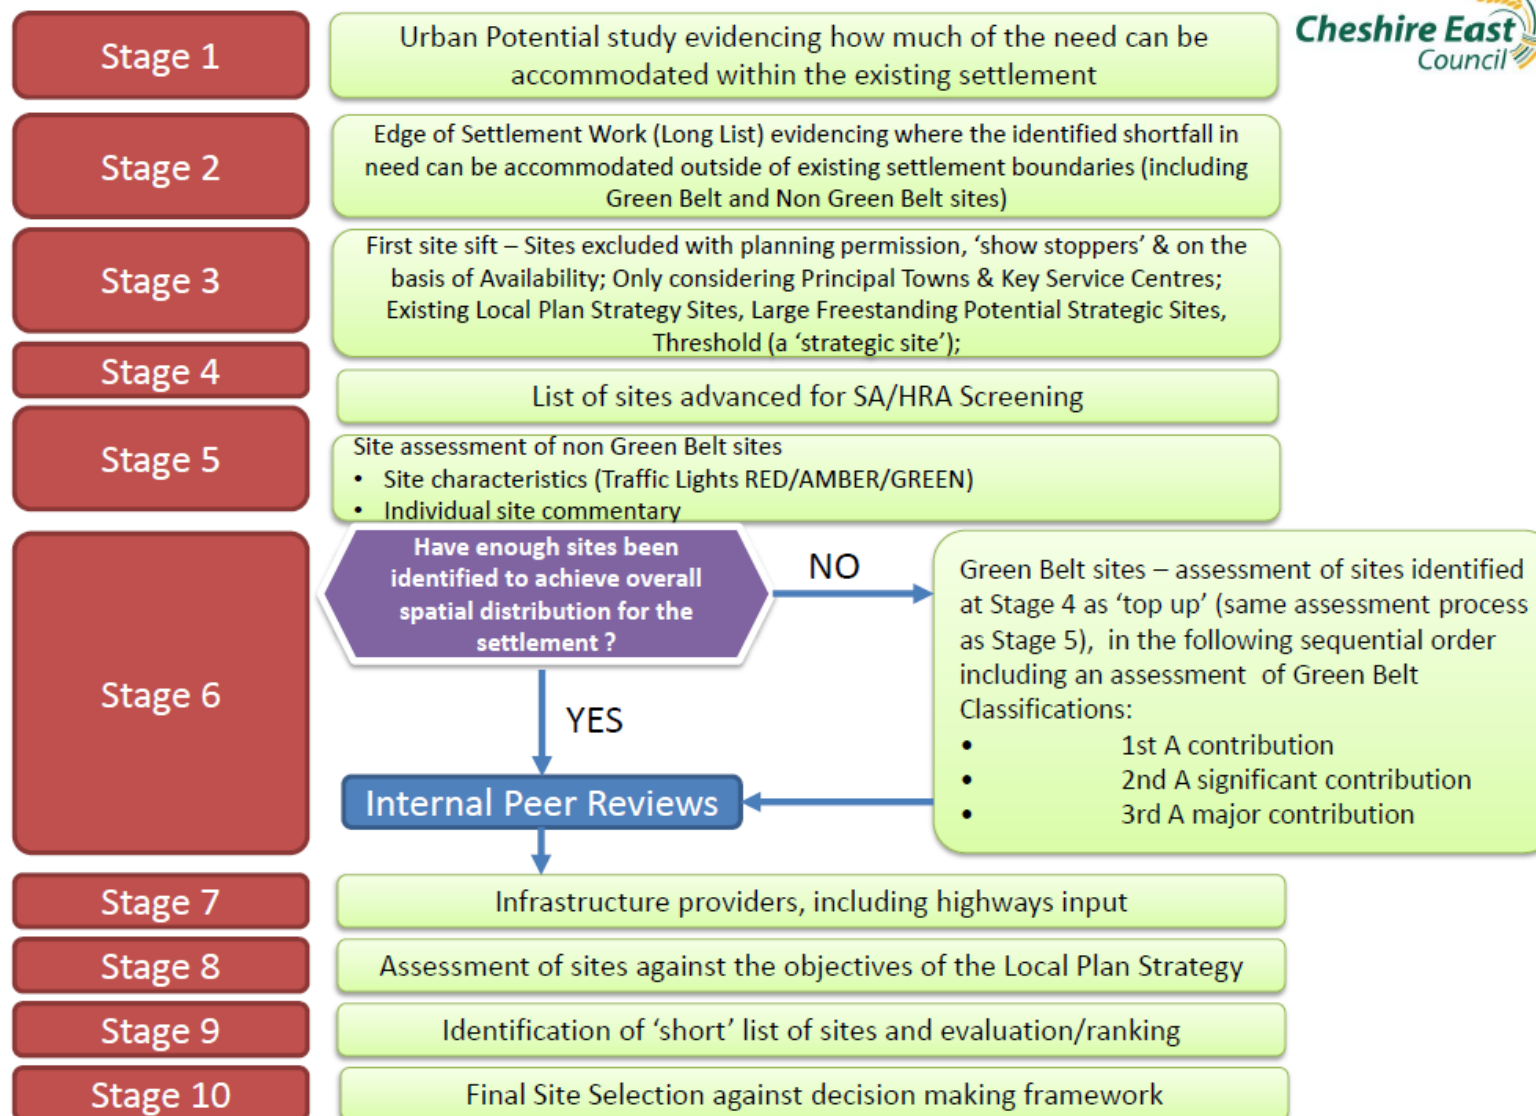 Cheshire East
Council
Stage 1
Urban Potential study evidencing how much of the need can be
accommodated within the existing settlement
Stage 2
Edge of Settlement Work (Long List) evidencing where the identified shortfall in
need can be accommodated outside of existing settlement boundaries (including
Green Belt and Non Green Belt sites)
Stage 3
First site sift – Sites excluded with planning permission, ‘show stoppers’ & on the
basis of Availability; Only considering Principal Towns & Key Service Centres;
Existing Local Plan Strategy Sites, Large Freestanding Potential Strategic Sites,
Threshold (a ‘strategic site’);
Stage 4
List of sites advanced for SA/HRA Screening
Stage 5
Site assessment of non Green Belt sites
• Site characteristics (Traffic Lights RED/AMBER/GREEN)
• Individual site commentary
Stage 6
Have enough sites been
identified to achieve overall
spatial distribution for the
settlement ?
NO
YES
Green Belt sites – assessment of sites identified
at Stage 4 as ‘top up’ (same assessment process
as Stage 5), in the following sequential order
including an assessment of Green Belt
Classifications:
• 1st A contribution
• 2nd A significant contribution
• 3rd A major contribution
Internal Peer Reviews
Stage 7
Infrastructure providers, including highways input
Stage 8
Assessment of sites against the objectives of the Local Plan Strategy
Stage 9
Identification of ‘short’ list of sites and evaluation/ranking
Stage 10
Final Site Selection against decision making framework